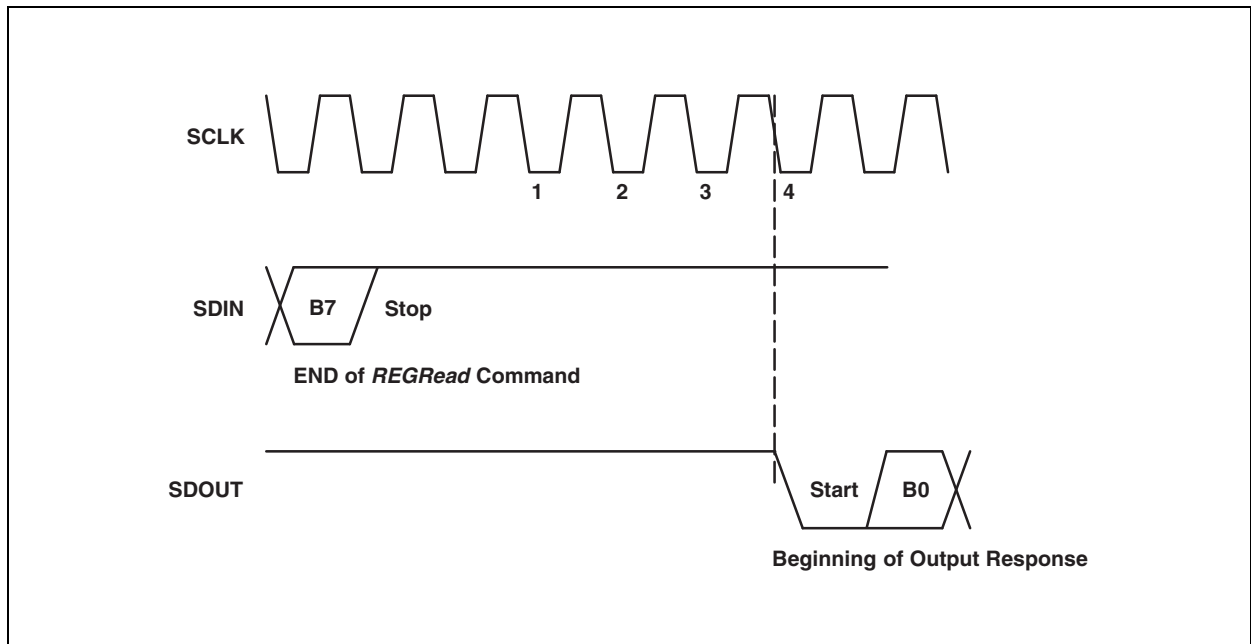 SCLK
1 2 3 4
SDIN
B7 Stop
END of REGRead Command
SDOUT
Start B0
Beginning of Output Response